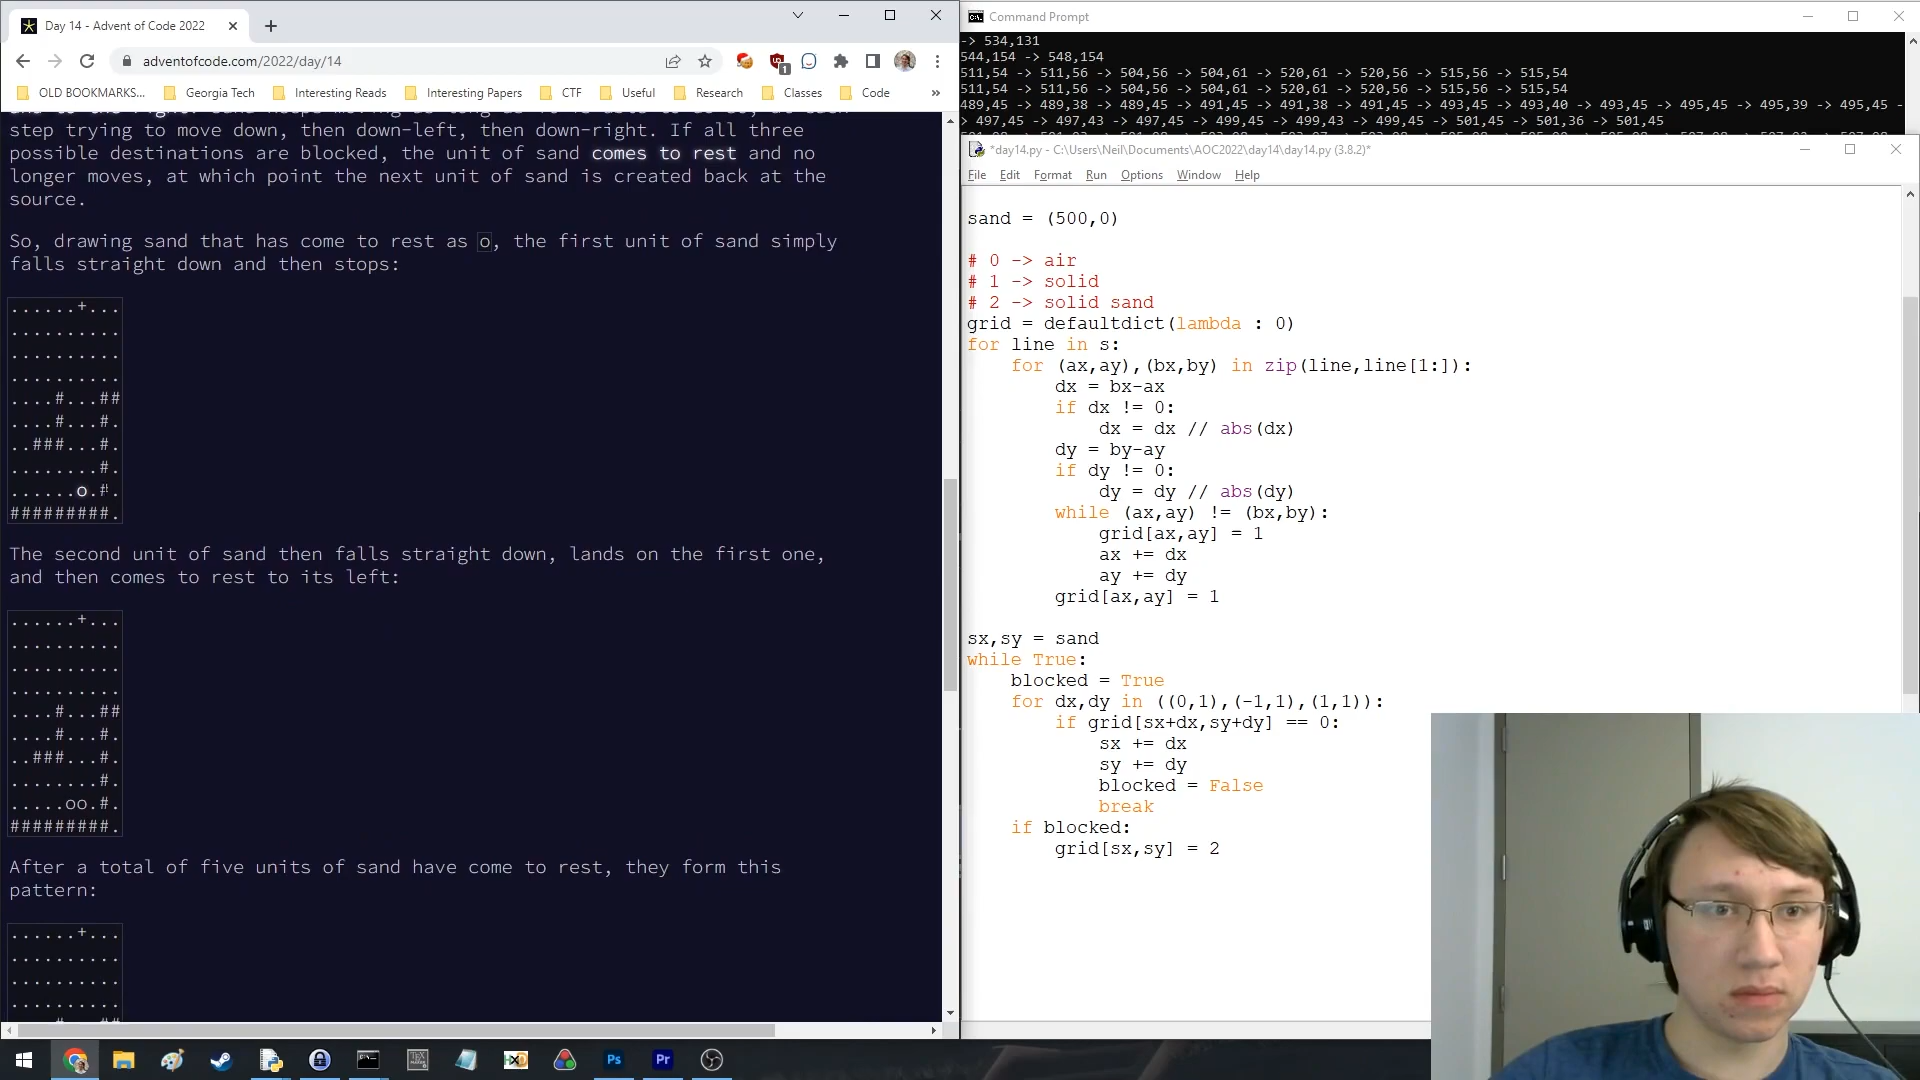 Day 14 - Advent of Code 2022
adventofcode.com/2022/day/14
OLD BOOKMARKS... Georgia Tech Interesting Reads Interesting Papers CTF Useful Research Classes Code »
step trying to move down, then down-left, then down-right. If all three
possible destinations are blocked, the unit of sand comes to rest and no
longer moves, at which point the next unit of sand is created back at the
source.
So, drawing sand that has come to rest as o, the first unit of sand simply
falls straight down and then stops:
......+...
..........
..........
..........
....#...##
....#...#.
..###...#.
........#.
......o.#.
#########.
The second unit of sand then falls straight down, lands on the first one,
and then comes to rest to its left:
......+...
..........
..........
..........
....#...##
....#...#.
..###...#.
........#.
.....oo.#.
#########.
After a total of five units of sand have come to rest, they form this
pattern:
......+...
..........
..........
..........
Command Prompt
-> 534,131
544,154 -> 548,154
511,54 -> 511,56 -> 504,56 -> 504,61 -> 520,61 -> 520,56 -> 515,56 -> 515,54
511,54 -> 511,56 -> 504,56 -> 504,61 -> 520,61 -> 520,56 -> 515,56 -> 515,54
489,45 -> 489,38 -> 489,45 -> 491,45 -> 491,38 -> 491,45 -> 493,45 -> 493,40 -> 493,45 -> 495,45 -> 495,39 -> 495,45 -
> 497,45 -> 497,43 -> 497,45 -> 499,45 -> 499,43 -> 499,45 -> 501,45 -> 501,36 -> 501,45
*day14.py - C:\Users\Neil\Documents\AOC2022\day14\day14.py (3.8.2)*
File Edit Format Run Options Window Help
sand = (500,0)
# 0 -> air
# 1 -> solid
# 2 -> solid sand
grid = defaultdict(lambda : 0)
for line in s:
    for (ax,ay),(bx,by) in zip(line,line[1:]):
        dx = bx-ax
        if dx != 0:
            dx = dx // abs(dx)
        dy = by-ay
        if dy != 0:
            dy = dy // abs(dy)
        while (ax,ay) != (bx,by):
            grid[ax,ay] = 1
            ax += dx
            ay += dy
        grid[ax,ay] = 1
sx,sy = sand
while True:
    blocked = True
    for dx,dy in ((0,1),(-1,1),(1,1)):
        if grid[sx+dx,sy+dy] == 0:
            sx += dx
            sy += dy
            blocked = False
            break
    if blocked:
        grid[sx,sy] = 2
Ps Pr